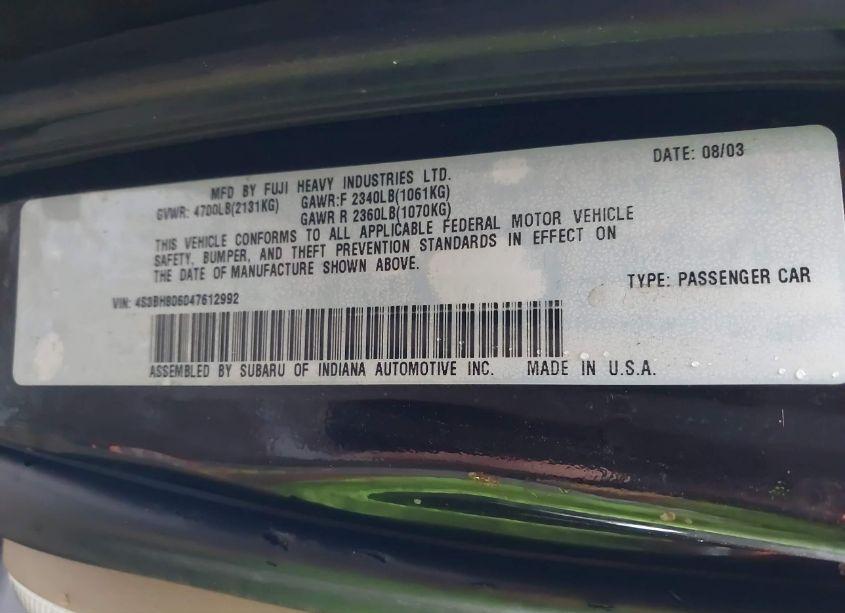 MFD BY FUJI HEAVY INDUSTRIES LTD.
DATE: 08/03
GVWR: 4700LB(2131KG) GAWR:F 2340LB(1061KG)
GAWR R 2360LB(1070KG)
THIS VEHICLE CONFORMS TO ALL APPLICABLE FEDERAL MOTOR VEHICLE
SAFETY, BUMPER, AND THEFT PREVENTION STANDARDS IN EFFECT ON
THE DATE OF MANUFACTURE SHOWN ABOVE.
TYPE: PASSENGER CAR
VIN: 4S3BH806047612992
ASSEMBLED BY SUBARU OF INDIANA AUTOMOTIVE INC. MADE IN U.S.A.